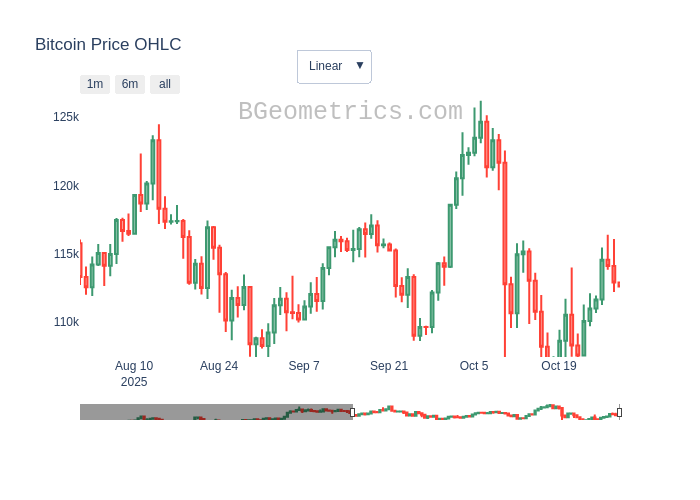 Bitcoin Price OHLC
Linear ▼
1m 6m all
BGeometrics.com
125k
120k
115k
110k
Aug 10 Aug 24 Sep 7 Sep 21 Oct 5 Oct 19
2025